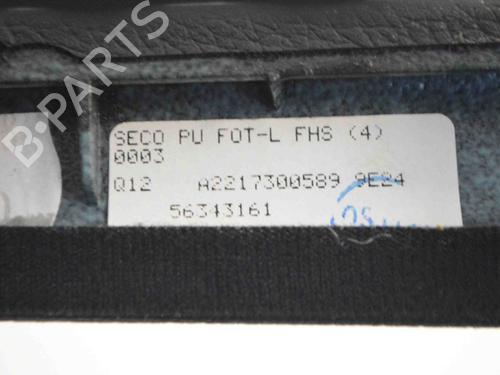 B-PARTS
SECO PU FOT-L FHS (4)
0003
Q12 A2217300589 9E24
56343161